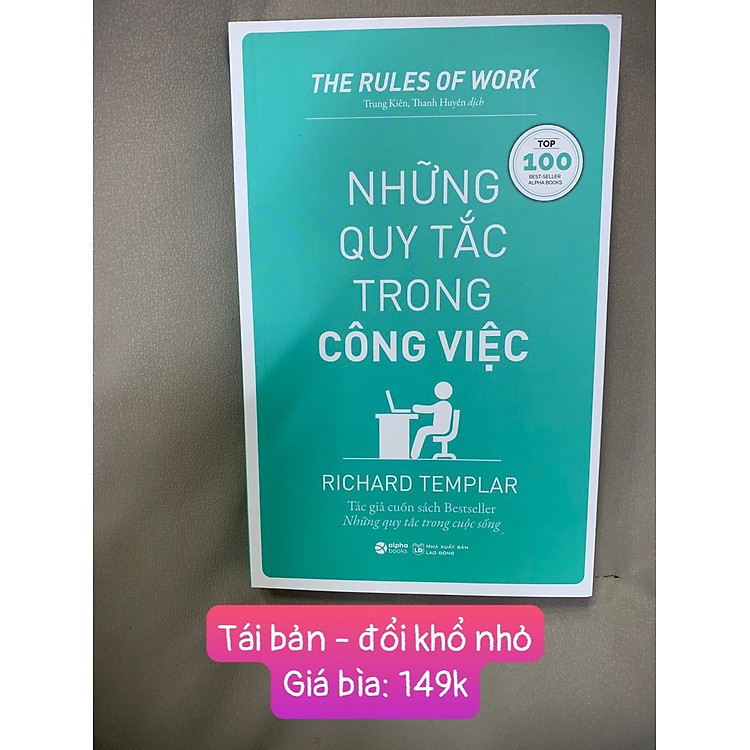 THE RULES OF WORK
Trung Kiên, Thanh Huyền dịch
TOP
100
BEST-SELLER
ALPHA BOOKS
NHỮNG
QUY TẮC
TRONG
CÔNG VIỆC
RICHARD TEMPLAR
Tác giả cuốn sách Bestseller
Những quy tắc trong cuộc sống
alpha
books
LĐ
NHÀ XUẤT BẢN
LAO ĐỘNG
Tái bản - đổi khổ nhỏ
Giá bìa: 149k